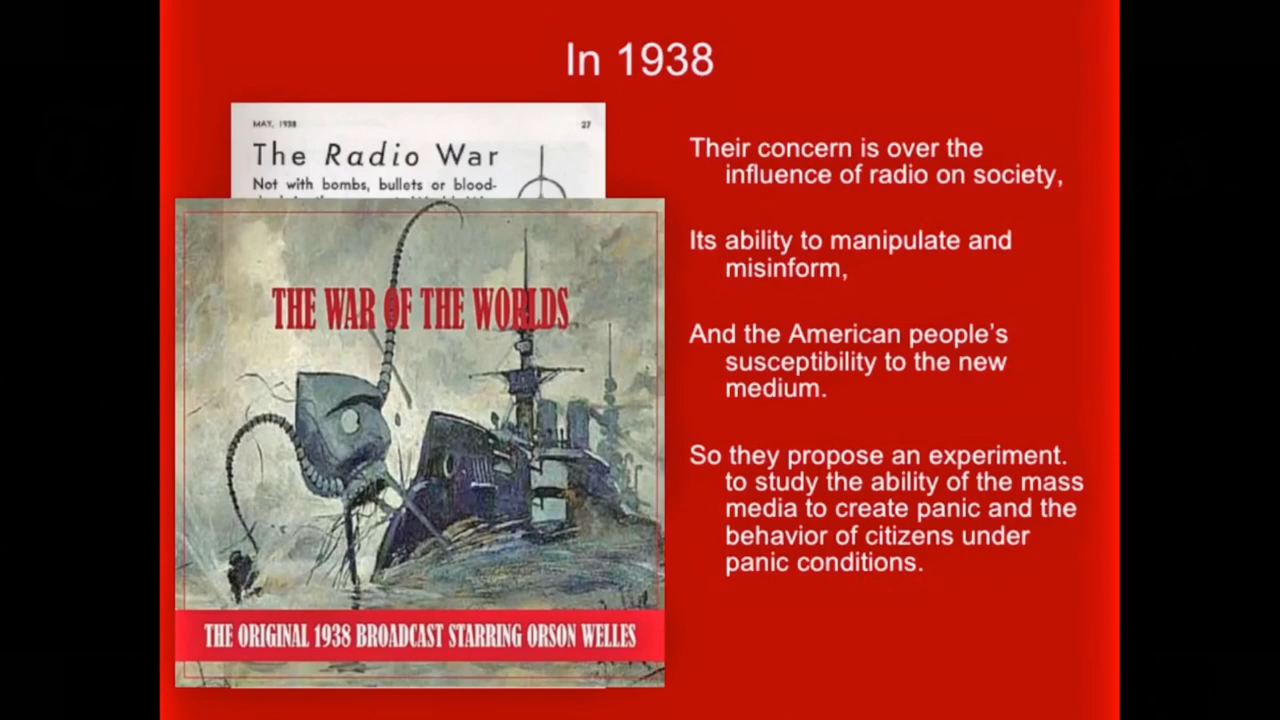 In 1938
MAY, 1938
27
The Radio War
Not with bombs, bullets or blood-
THE WAR OF THE WORLDS
THE ORIGINAL 1938 BROADCAST STARRING ORSON WELLES
Their concern is over the
influence of radio on society,
Its ability to manipulate and
misinform,
And the American people’s
susceptibility to the new
medium.
So they propose an experiment.
to study the ability of the mass
media to create panic and the
behavior of citizens under
panic conditions.